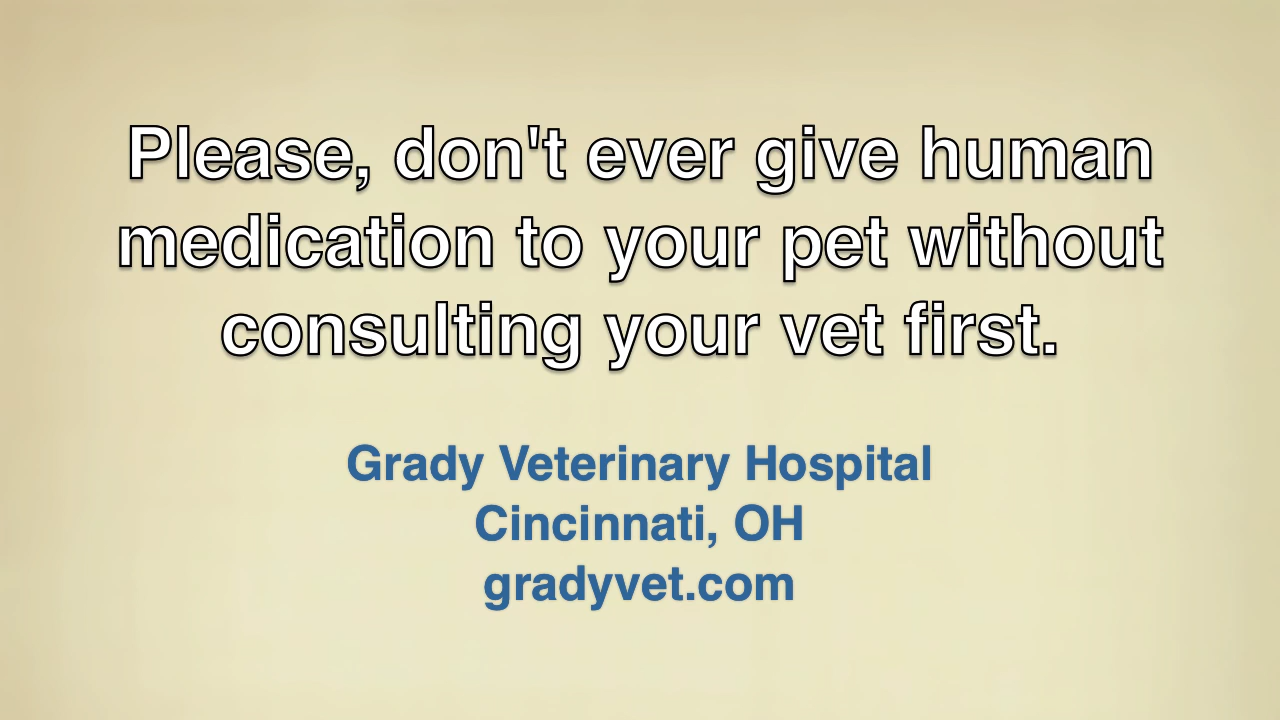 Please, don't ever give human
medication to your pet without
consulting your vet first.
Grady Veterinary Hospital
Cincinnati, OH
gradyvet.com